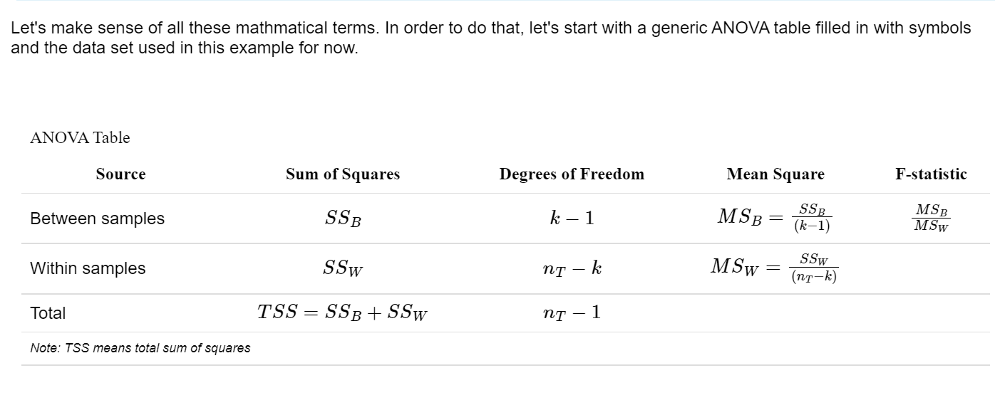 Let's make sense of all these mathmatical terms. In order to do that, let's start with a generic ANOVA table filled in with symbols
and the data set used in this example for now.
ANOVA Table
Source Sum of Squares Degrees of Freedom Mean Square F-statistic
Between samples SS_B k − 1 MS_B = SS_B/(k−1) MS_B/MS_W
Within samples SS_W n_T − k MS_W = SS_W/(n_T−k)
Total TSS = SS_B + SS_W n_T − 1
Note: TSS means total sum of squares